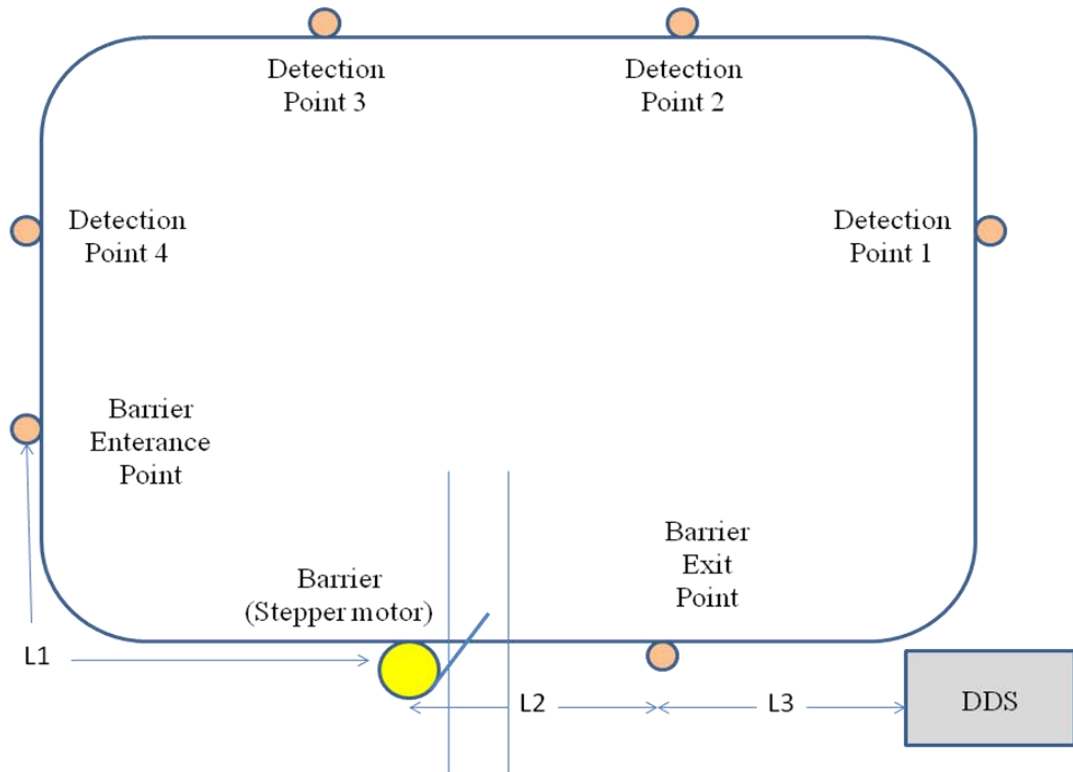 Detection
Point 3
Detection
Point 2
Detection
Point 4
Detection
Point 1
Barrier
Enterance
Point
Barrier
Exit
Point
Barrier
(Stepper motor)
L1
L2
L3
DDS